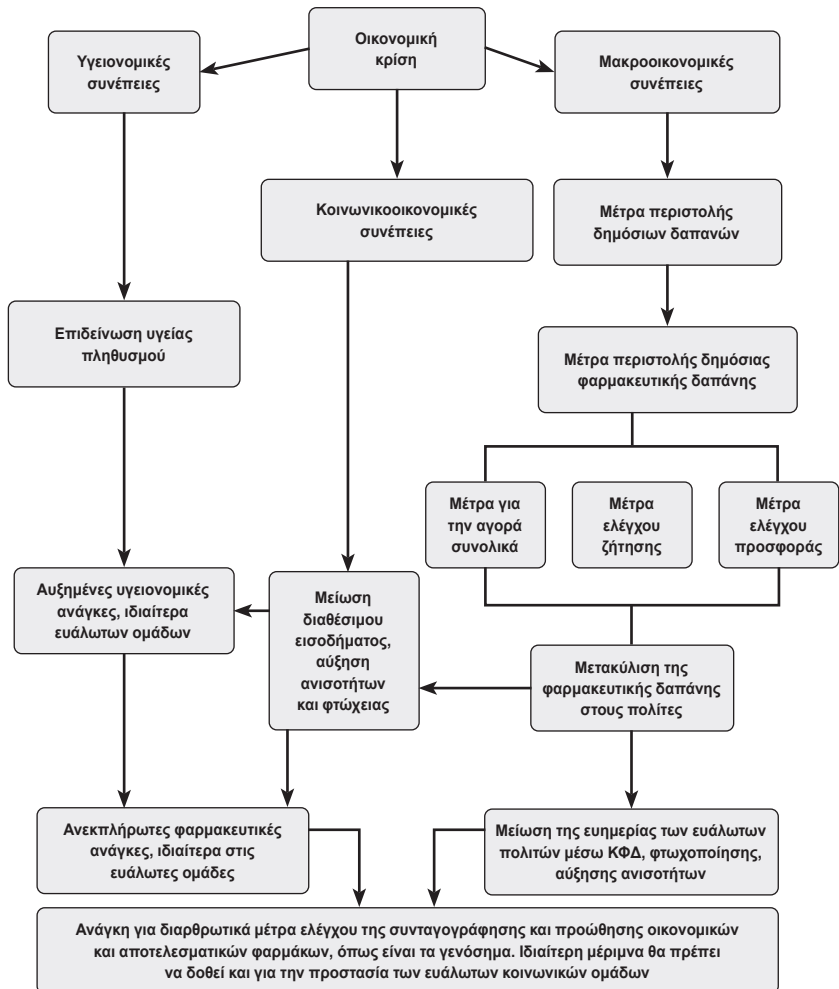 Οικονομική
κρίση
Υγειονομικές
συνέπειες
Μακροοικονομικές
συνέπειες
Κοινωνικοοικονομικές
συνέπειες
Μέτρα περιστολής
δημόσιων δαπανών
Επιδείνωση υγείας
πληθυσμού
Μέτρα περιστολής δημόσιας
φαρμακευτικής δαπάνης
Μέτρα για
την αγορά
συνολικά
Μέτρα
ελέγχου
ζήτησης
Μέτρα
ελέγχου
προσφοράς
Αυξημένες υγειονομικές
ανάγκες, ιδιαίτερα
ευάλωτων ομάδων
Μείωση
διαθέσιμου
εισοδήματος,
αύξηση
ανισοτήτων
και φτώχειας
Μετακύλιση της
φαρμακευτικής δαπάνης
στους πολίτες
Ανεκπλήρωτες φαρμακευτικές
ανάγκες, ιδιαίτερα στις
ευάλωτες ομάδες
Μείωση της ευημερίας των ευάλωτων
πολιτών μέσω ΚΦΔ, φτωχοποίησης,
αύξησης ανισοτήτων
Ανάγκη για διαρθρωτικά μέτρα ελέγχου της συνταγογράφησης και προώθησης οικονομικών
και αποτελεσματικών φαρμάκων, όπως είναι τα γενόσημα. Ιδιαίτερη μέριμνα θα πρέπει
να δοθεί και για την προστασία των ευάλωτων κοινωνικών ομάδων